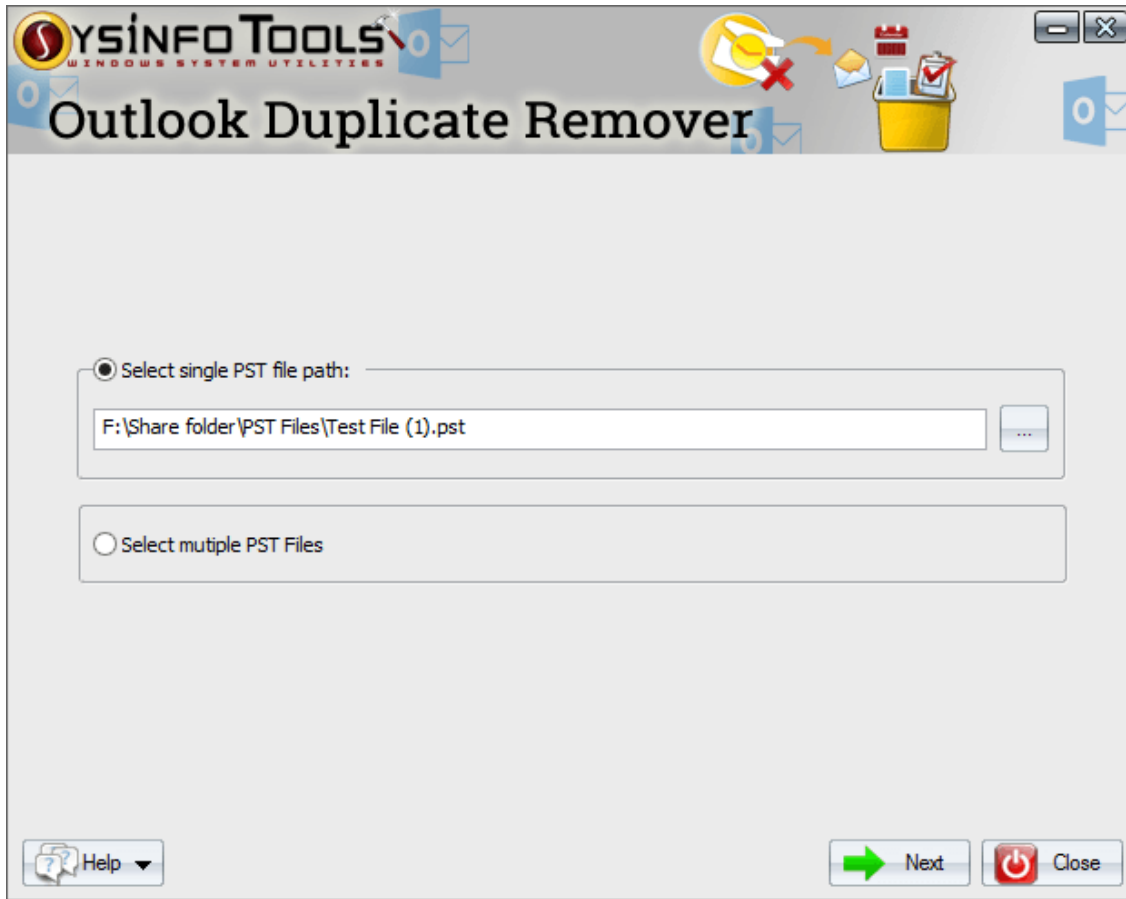 SYSINFO TOOLS
WINDOWS SYSTEM UTILITIES
Outlook Duplicate Remover
Select single PST file path:
F:\Share folder\PST Files\Test File (1).pst
...
Select mutiple PST Files
Help
Next
Close